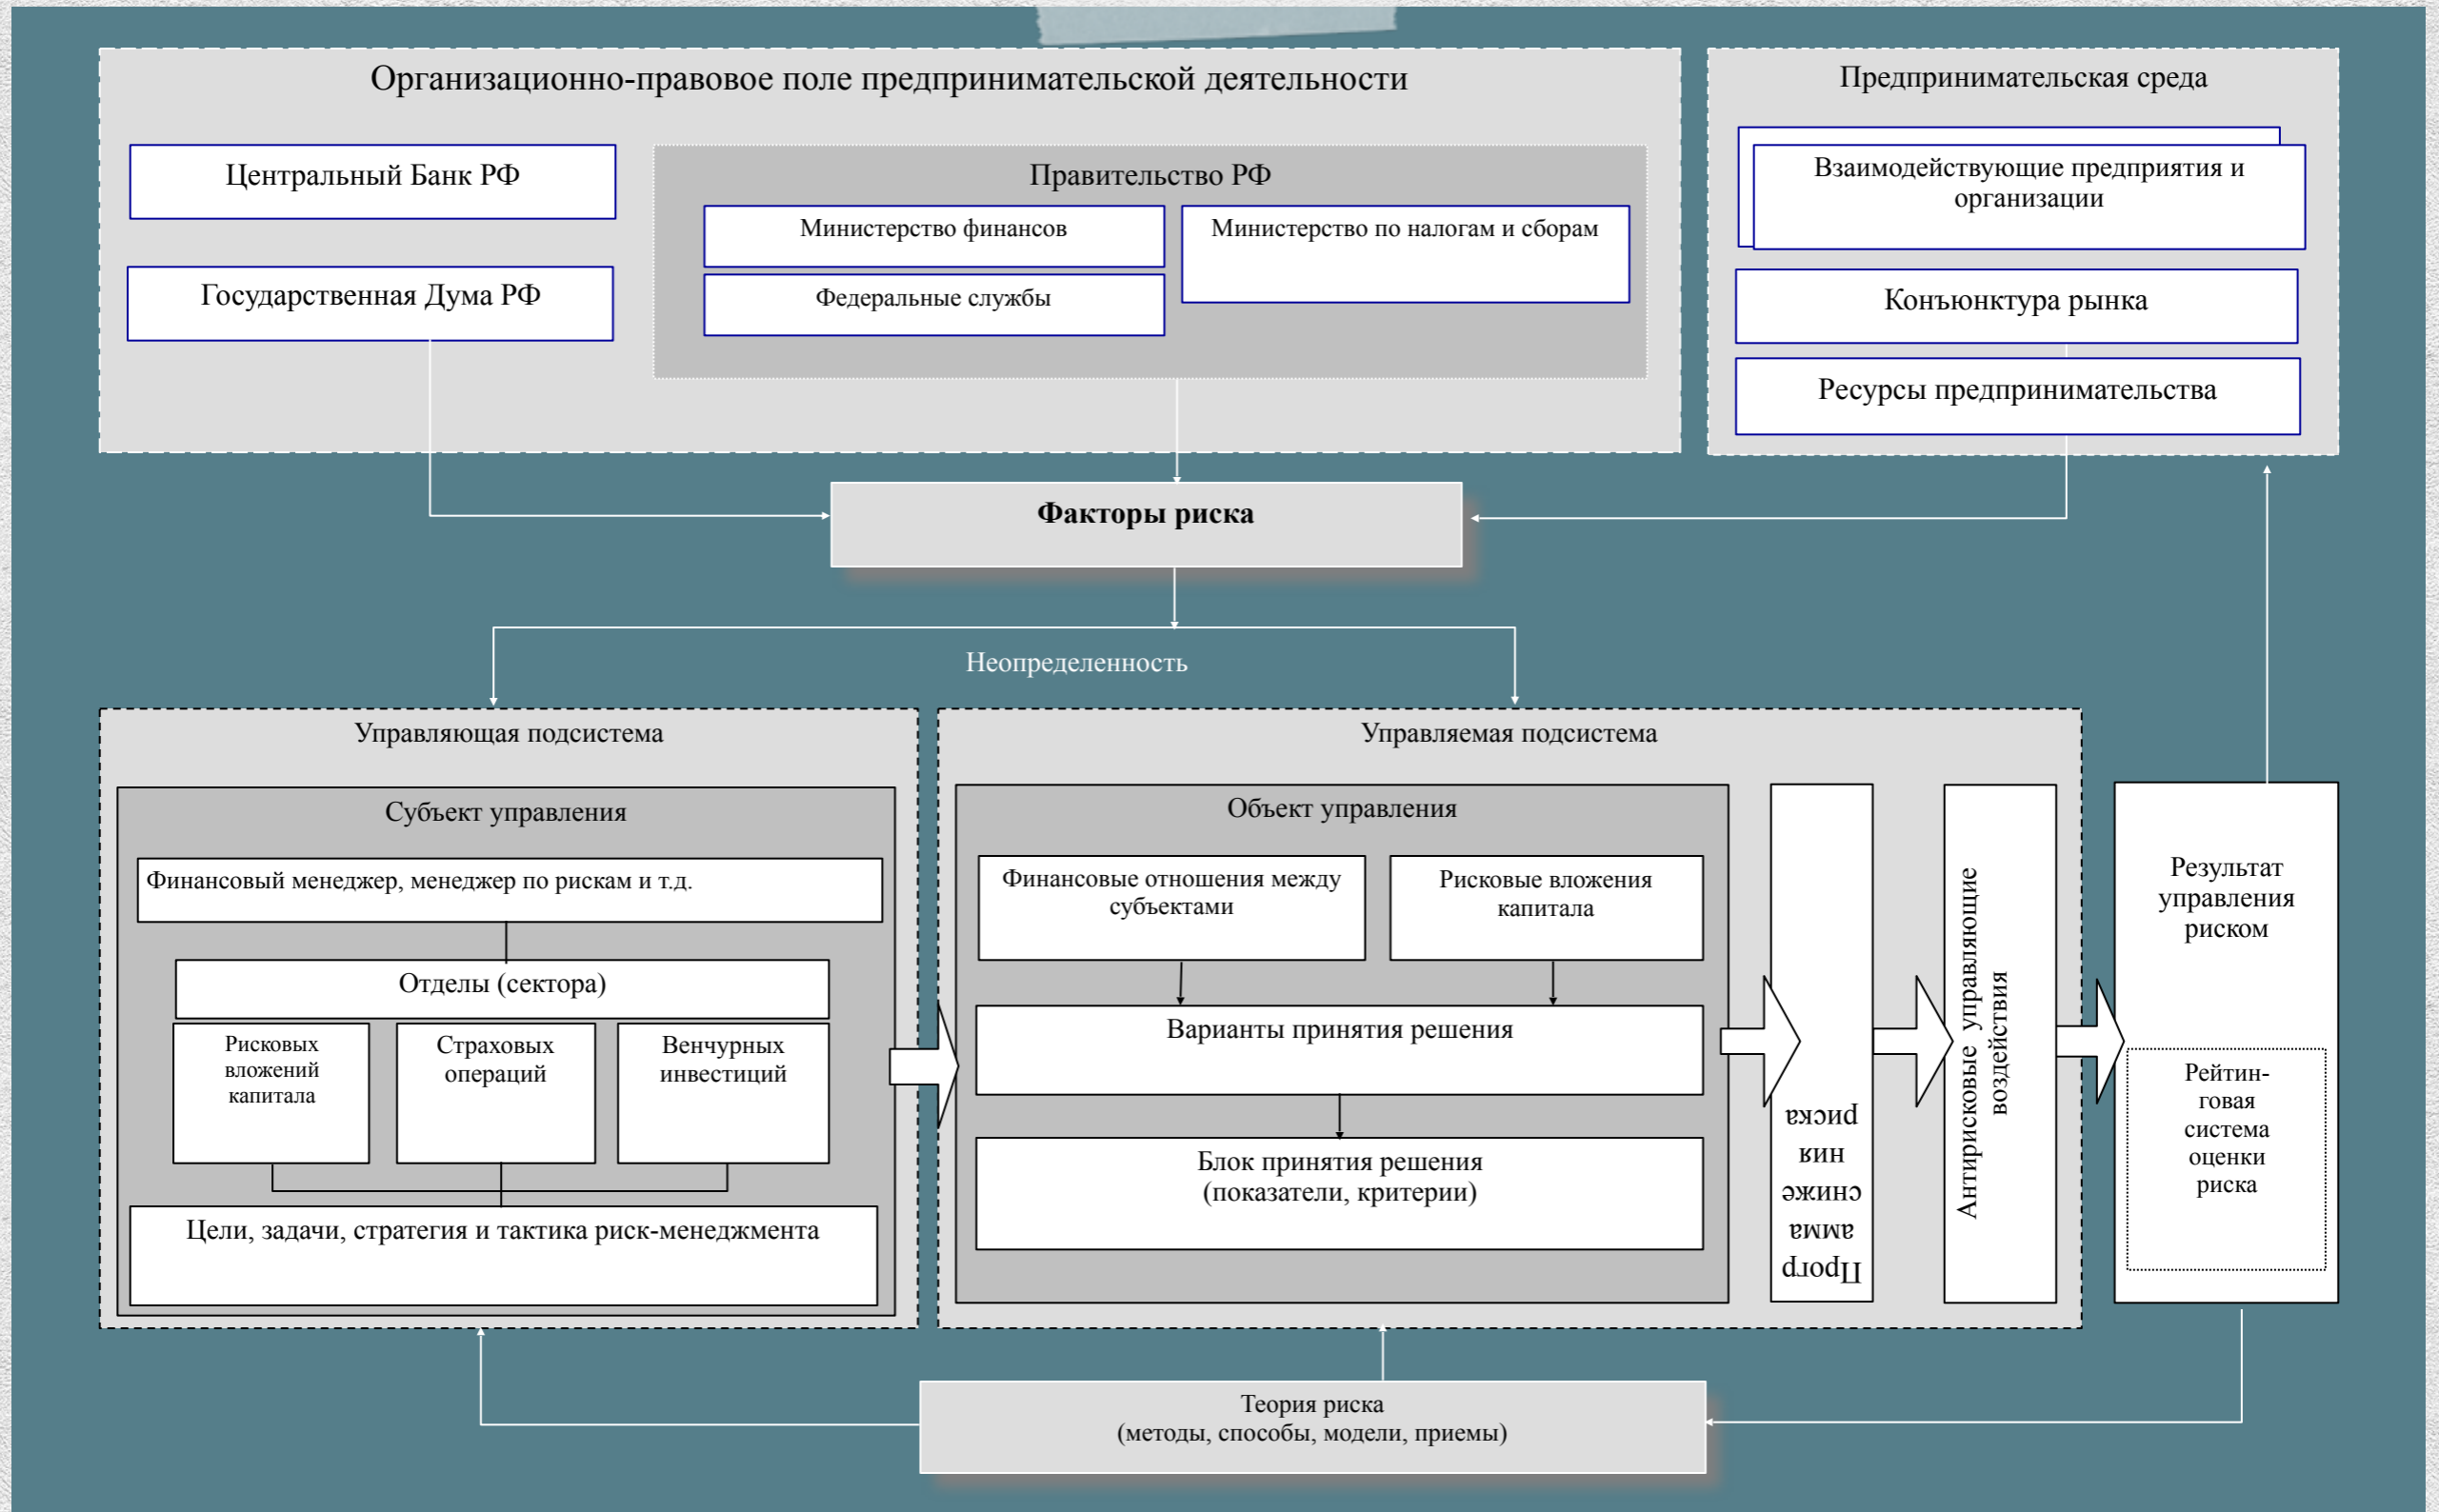 Организационно-правовое поле предпринимательской деятельности
Центральный Банк РФ
Государственная Дума РФ
Правительство РФ
Министерство финансов
Министерство по налогам и сборам
Федеральные службы
Предпринимательская среда
Взаимодействующие предприятия и
организации
Конъюнктура рынка
Ресурсы предпринимательства
Факторы риска
Неопределенность
Управляющая подсистема
Субъект управления
Финансовый менеджер, менеджер по рискам и т.д.
Отделы (сектора)
Рисковых
вложений
капитала
Страховых
операций
Венчурных
инвестиций
Цели, задачи, стратегия и тактика риск-менеджмента
Управляемая подсистема
Объект управления
Финансовые отношения между
субъектами
Рисковые вложения
капитала
Варианты принятия решения
Блок принятия решения
(показатели, критерии)
Прогр
амма
сниже
ния
риска
Антирисковые управляющие
воздействия
Результат
управления
риском
Рейтин-
говая
система
оценки
риска
Теория риска
(методы, способы, модели, приемы)